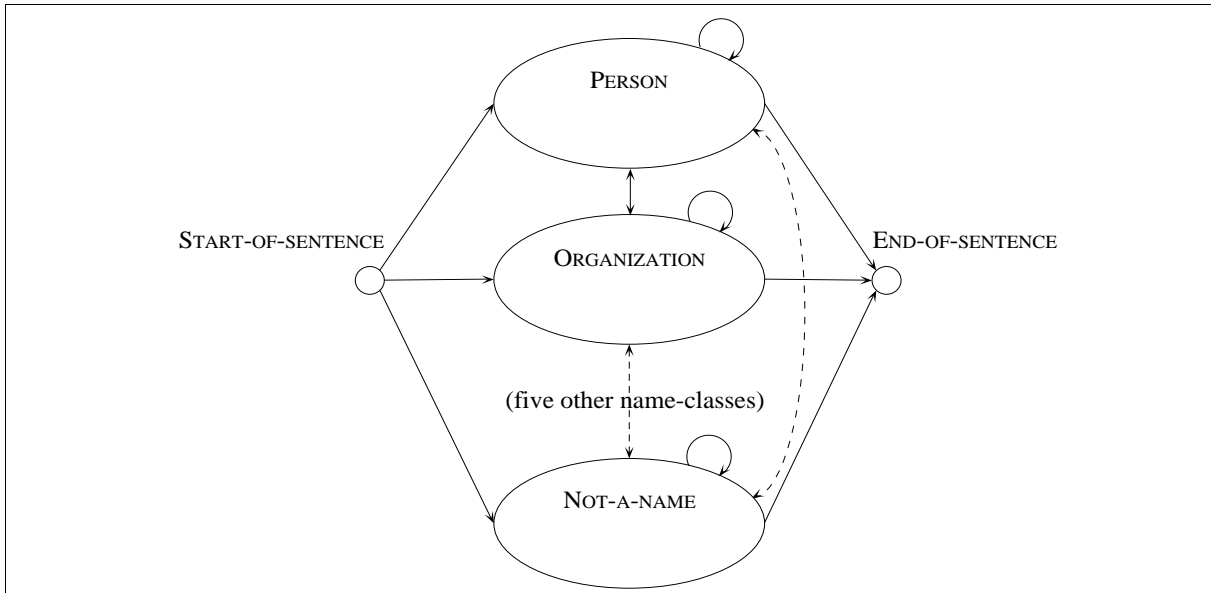 PERSON
START-OF-SENTENCE
END-OF-SENTENCE
ORGANIZATION
(five other name-classes)
NOT-A-NAME